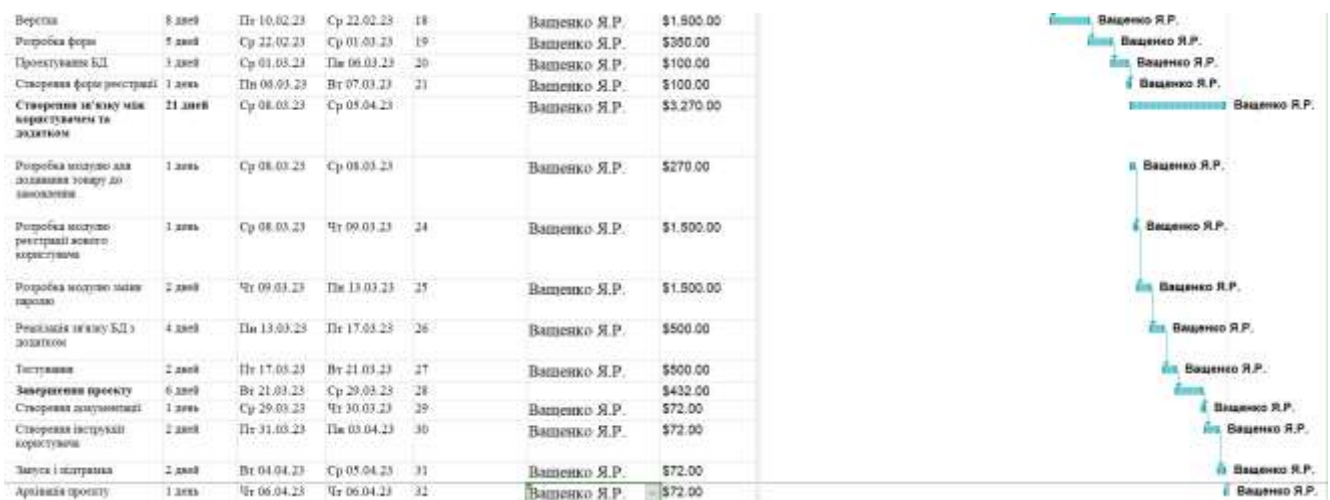 Верстка 8 дней Пт 10.02.23 Ср 22.02.23 18 Ващенко Я.Р. $1,500.00 Ващенко Я.Р.
Розробка форм 5 дней Ср 22.02.23 Ср 01.03.23 19 Ващенко Я.Р. $350.00 Ващенко Я.Р.
Проектування БД 3 дней Ср 01.03.23 Пн 06.03.23 20 Ващенко Я.Р. $100.00 Ващенко Я.Р.
Створення форм реєстрації 1 день Пн 06.03.23 Вт 07.03.23 21 Ващенко Я.Р. $100.00 Ващенко Я.Р.
Створення зв'язку між 21 дней Ср 08.03.23 Ср 05.04.23 Ващенко Я.Р. $3,270.00 Ващенко Я.Р.
користувачем та
додатком
Розробка модулю для 1 день Ср 08.03.23 Ср 08.03.23 Ващенко Я.Р. $270.00 Ващенко Я.Р.
додавання товару до
замовлення
Розробка модулю 1 день Ср 08.03.23 Чт 09.03.23 24 Ващенко Я.Р. $1,500.00 Ващенко Я.Р.
реєстрації нового
користувача
Розробка модулю зміни 2 дней Чт 09.03.23 Пн 13.03.23 25 Ващенко Я.Р. $1,500.00 Ващенко Я.Р.
паролю
Реалізація зв'язку БД з 4 дней Пн 13.03.23 Пт 17.03.23 26 Ващенко Я.Р. $500.00 Ващенко Я.Р.
додатком
Тестування 2 дней Пт 17.03.23 Вт 21.03.23 27 Ващенко Я.Р. $500.00 Ващенко Я.Р.
Завершення проекту 6 дней Вт 21.03.23 Ср 29.03.23 28 $432.00
Створення документації 1 день Ср 29.03.23 Чт 30.03.23 29 Ващенко Я.Р. $72.00 Ващенко Я.Р.
Створення інструкції 2 дней Пт 31.03.23 Пн 03.04.23 30 Ващенко Я.Р. $72.00 Ващенко Я.Р.
користувача
Запуск і підтримка 2 дней Вт 04.04.23 Ср 05.04.23 31 Ващенко Я.Р. $72.00 Ващенко Я.Р.
Архівація проекту 1 день Чт 06.04.23 Чт 06.04.23 32 Ващенко Я.Р. $72.00 Ващенко Я.Р.